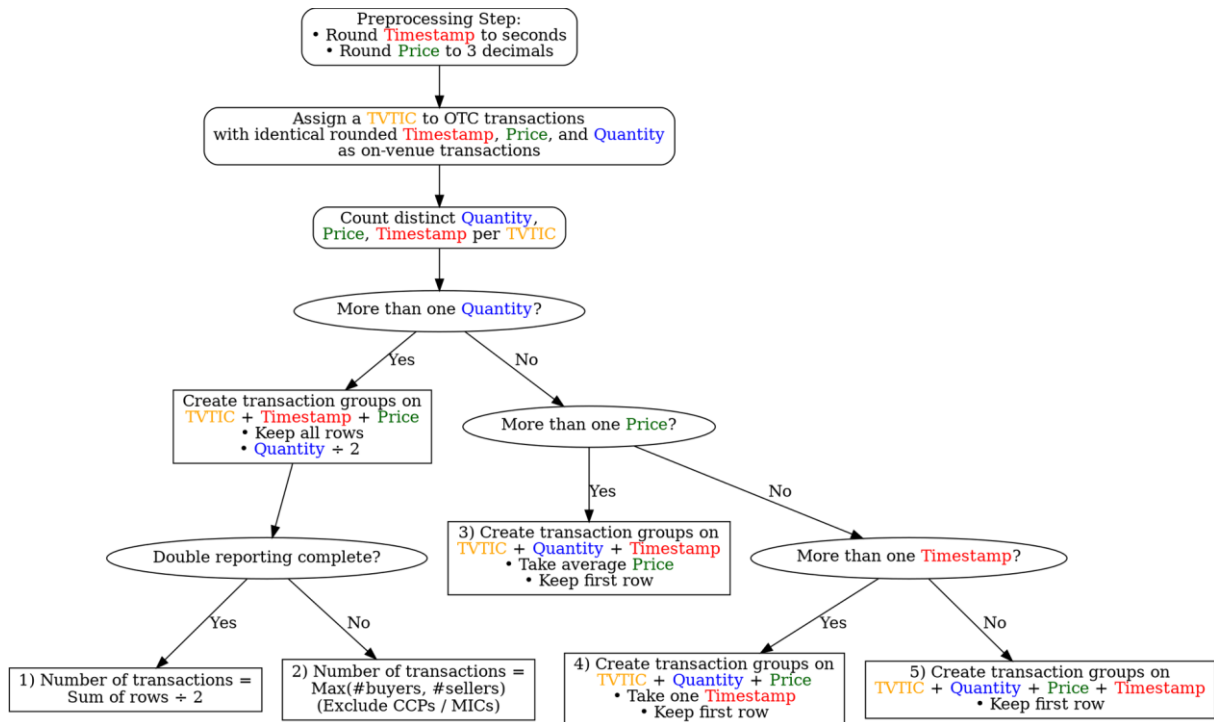 Preprocessing Step:
• Round Timestamp to seconds
• Round Price to 3 decimals
Assign a TVTIC to OTC transactions
with identical rounded Timestamp, Price, and Quantity
as on-venue transactions
Count distinct Quantity,
Price, Timestamp per TVTIC
More than one Quantity?
Yes
No
Create transaction groups on
TVTIC + Timestamp + Price
• Keep all rows
• Quantity ÷ 2
More than one Price?
Yes
No
Double reporting complete?
3) Create transaction groups on
TVTIC + Quantity + Timestamp
• Take average Price
• Keep first row
More than one Timestamp?
Yes
No
Yes
No
1) Number of transactions =
Sum of rows ÷ 2
2) Number of transactions =
Max(#buyers, #sellers)
(Exclude CCPs / MICs)
4) Create transaction groups on
TVTIC + Quantity + Price
• Take one Timestamp
• Keep first row
5) Create transaction groups on
TVTIC + Quantity + Price + Timestamp
• Keep first row